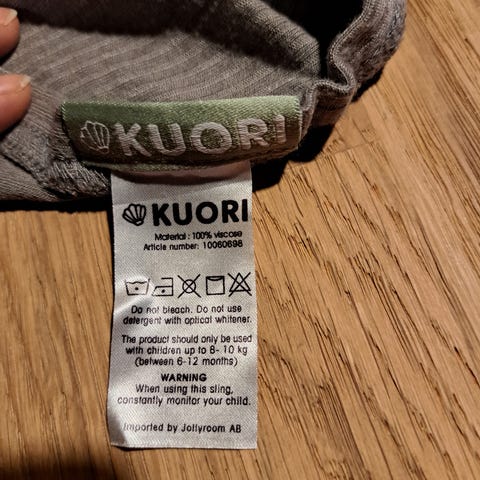 KUORI
KUORI
Material : 100% viscose
Article number: 10060698
Do not bleach. Do not use
detergent with optical whitener.
The product should only be used
with children up to 8- 10 kg
(between 6-12 months)
WARNING
When using this sling,
constantly monitor your child.
Imported by Jollyroom AB